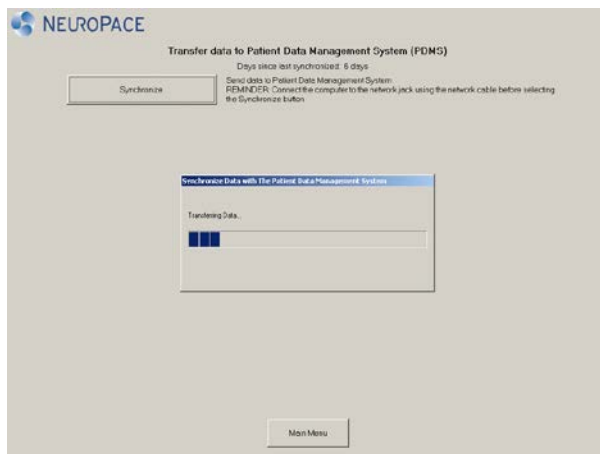 NEUROPACE
Transfer data to Patient Data Management System (PDMS)
Days since last synchronized: 6 days
Synchronize
Send data to Patient Data Management System
REMINDER: Connect the computer to the network jack using the network cable before selecting
the Synchronize button
Synchronize Data with The Patient Data Management System
Transfering Data...
Main Menu